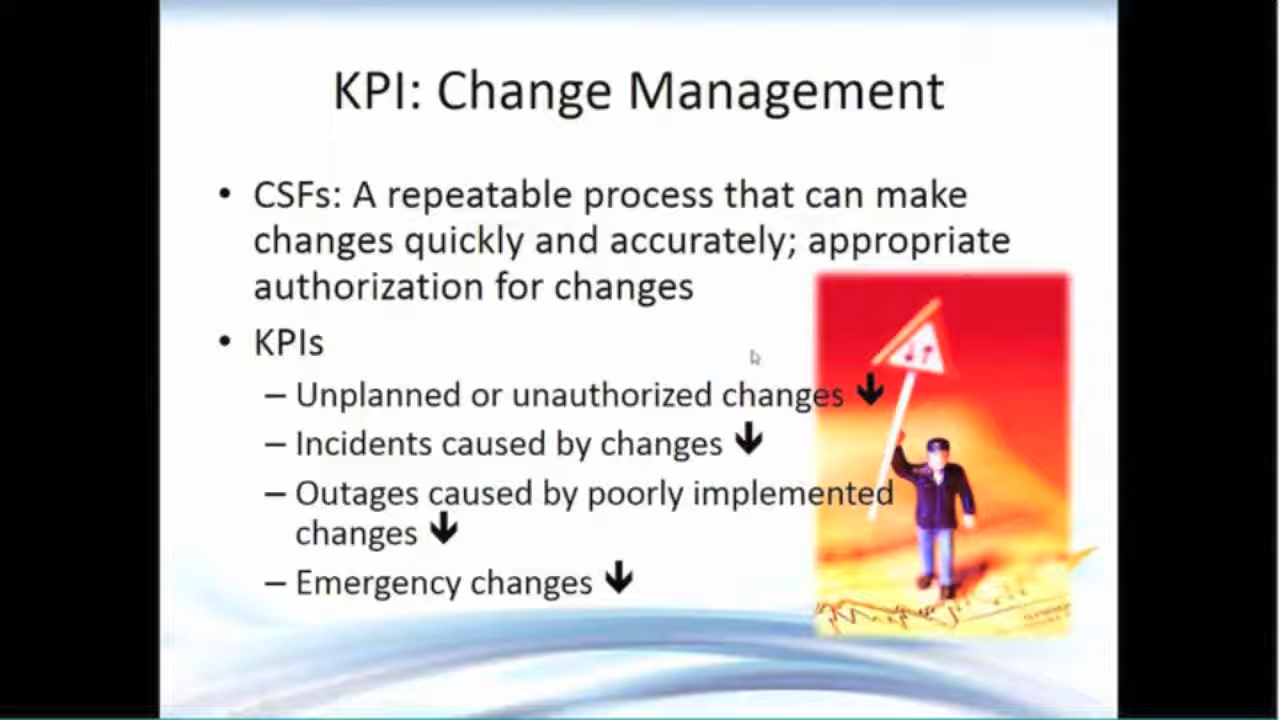 KPI: Change Management
• CSFs: A repeatable process that can make
changes quickly and accurately; appropriate
authorization for changes
• KPIs
– Unplanned or unauthorized changes ↓
– Incidents caused by changes ↓
– Outages caused by poorly implemented
changes ↓
– Emergency changes ↓